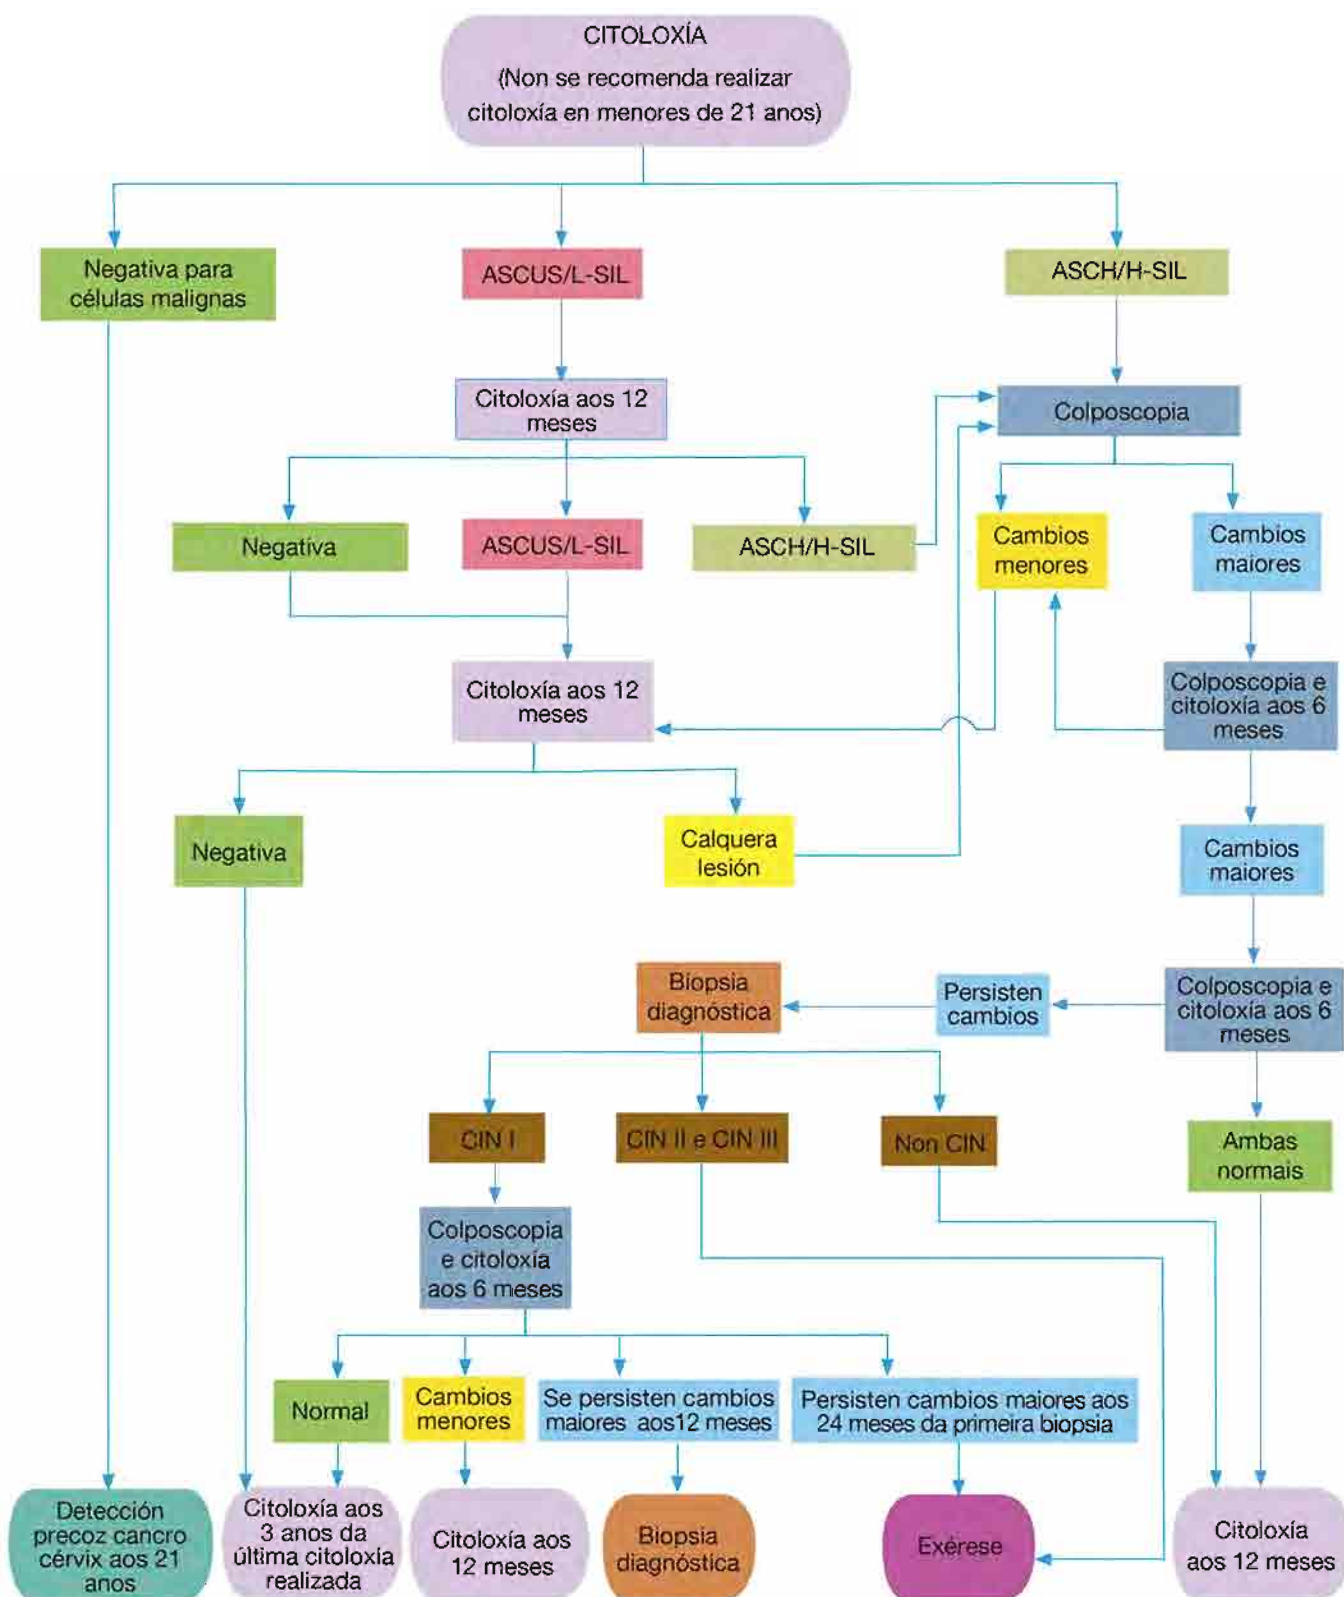 CITOLOXÍA
(Non se recomenda realizar
citoloxía en menores de 21 anos)
Negativa para
células malignas
ASCUS/L-SIL
ASCH/H-SIL
Citoloxía aos 12
meses
Colposcopia
Negativa
ASCUS/L-SIL
ASCH/H-SIL
Cambios
menores
Cambios
maiores
Citoloxía aos 12
meses
Colposcopia e
citoloxía aos 6
meses
Negativa
Calquera
lesión
Cambios
maiores
Biopsia
diagnóstica
Persisten
cambios
Colposcopia e
citoloxía aos 6
meses
CIN I
CIN II e CIN III
Non CIN
Ambas
normais
Colposcopia
e citoloxía
aos 6 meses
Normal
Cambios
menores
Se persisten cambios
maiores aos12 meses
Persisten cambios maiores aos
24 meses da primeira biopsia
Detección
precoz cancro
cérvix aos 21
anos
Citoloxía aos
3 anos da
última citoloxía
realizada
Citoloxía aos
12 meses
Biopsia
diagnóstica
Exérese
Citoloxía
aos 12 meses